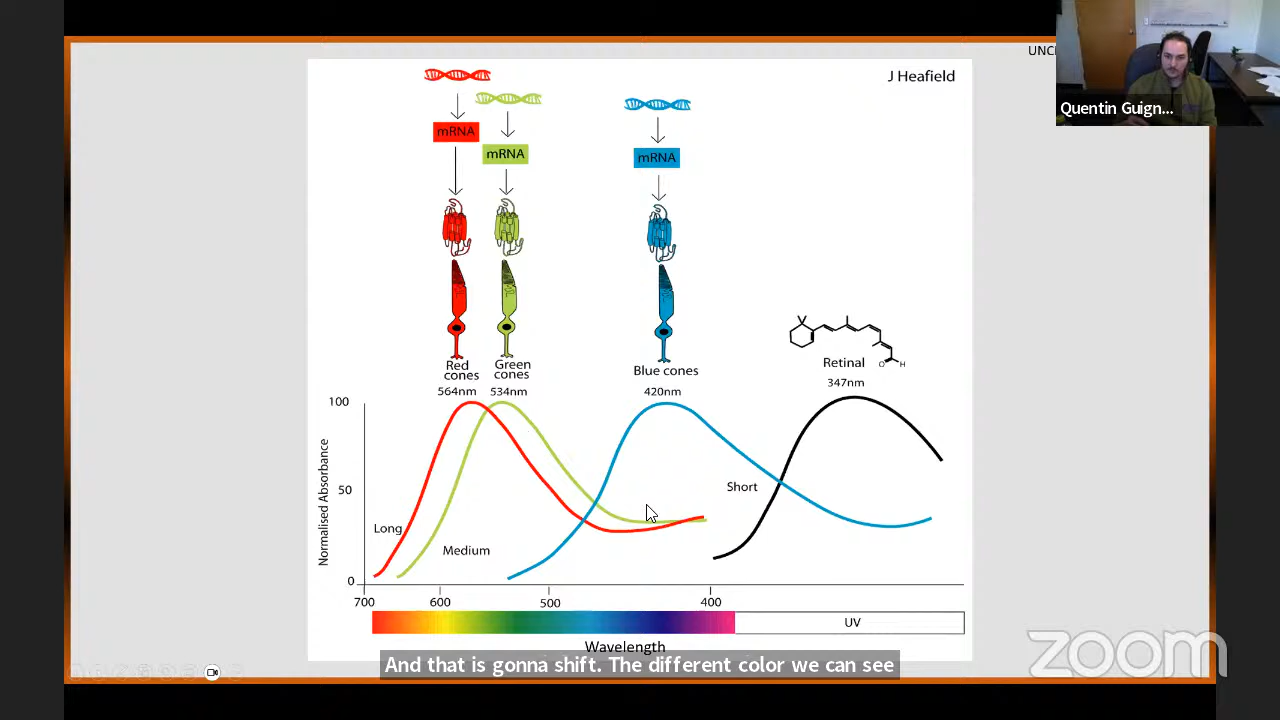 UNCL
J Heafield
Quentin Guign...
mRNA
mRNA
mRNA
Red
cones
564nm
Green
cones
534nm
Blue cones
420nm
Retinal
347nm
O
H
Normalised Absorbance
100
50
0
Long
Medium
Short
700
600
500
400
UV
Wavelength
And that is gonna shift. The different color we can see
zoom